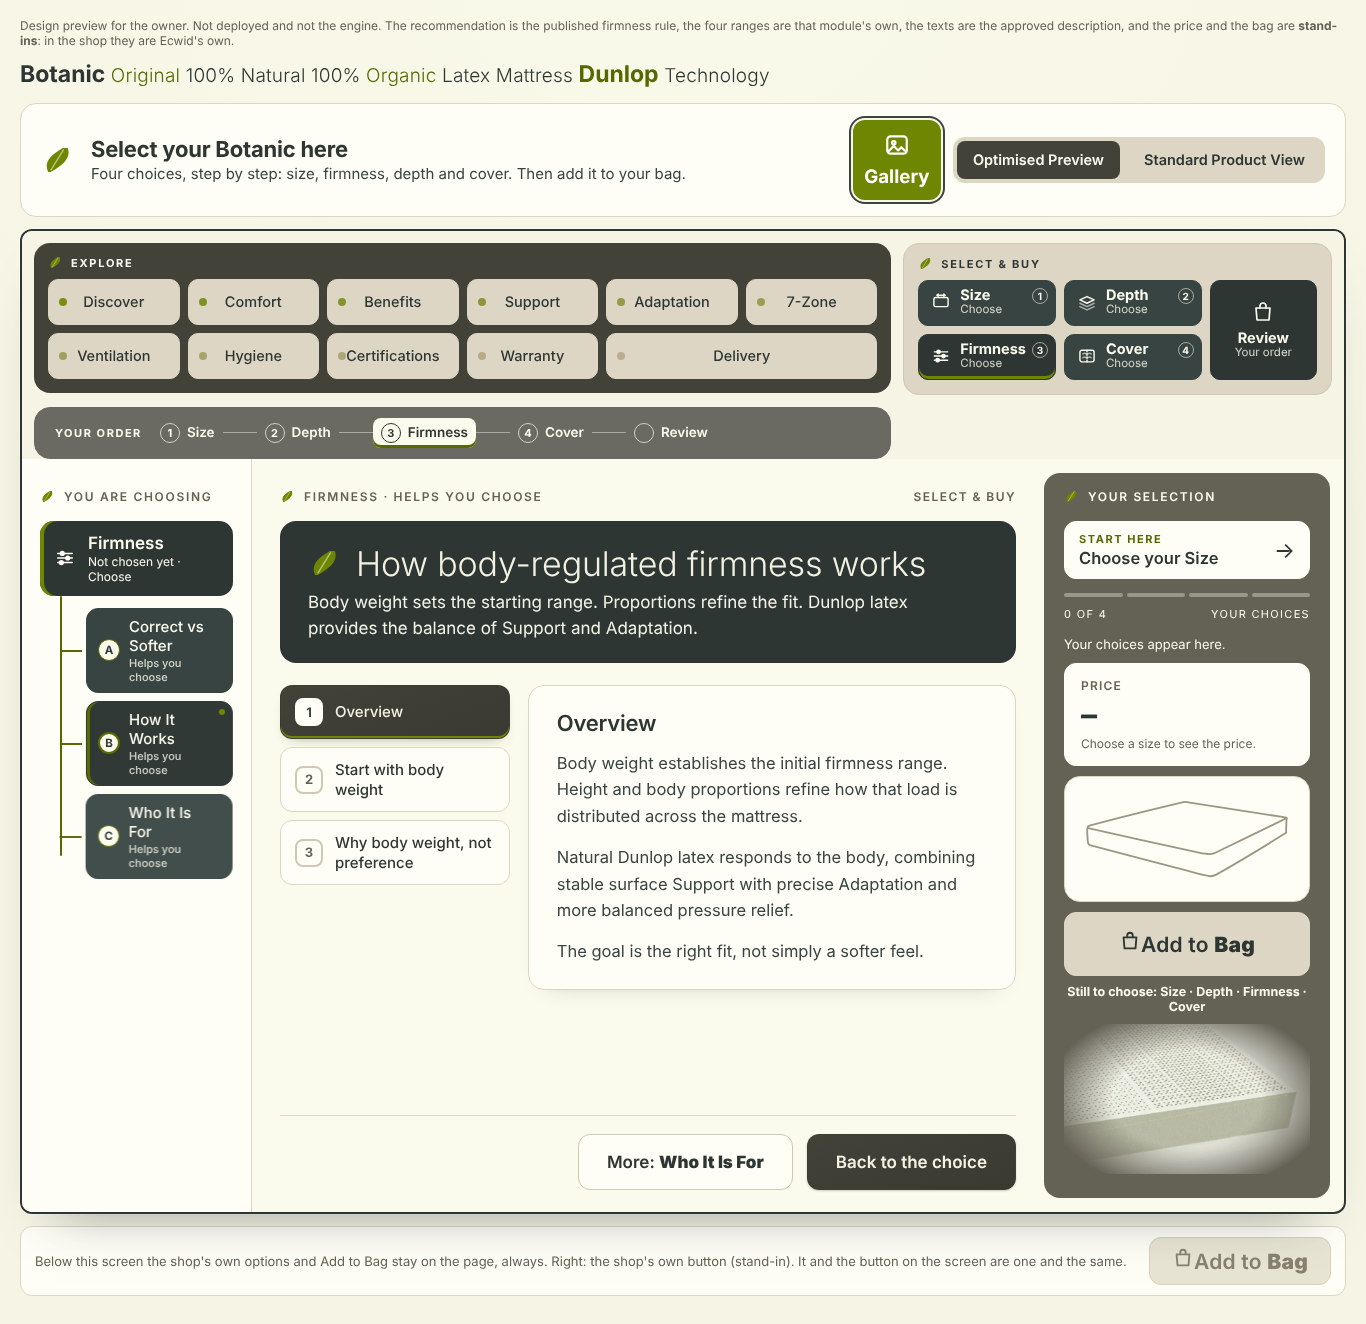 Design preview for the owner. Not deployed and not the engine. The recommendation is the published firmness rule, the four ranges are that module's own, the texts are the approved description, and the price and the bag are stand-
ins: in the shop they are Ecwid's own.
Botanic Original 100% Natural 100% Organic Latex Mattress Dunlop Technology
Select your Botanic here
Four choices, step by step: size, firmness, depth and cover. Then add it to your bag.
Gallery
Optimised Preview
Standard Product View
EXPLORE
Discover
Comfort
Benefits
Support
Adaptation
7-Zone
Ventilation
Hygiene
Certifications
Warranty
Delivery
SELECT & BUY
Size
Choose
1
Depth
Choose
2
Firmness
Choose
3
Cover
Choose
4
Review
Your order
YOUR ORDER
1 Size
2 Depth
3 Firmness
4 Cover
Review
YOU ARE CHOOSING
Firmness
Not chosen yet ·
Choose
A
Correct vs
Softer
Helps you
choose
B
How It
Works
Helps you
choose
C
Who It Is
For
Helps you
choose
FIRMNESS · HELPS YOU CHOOSE
SELECT & BUY
How body-regulated firmness works
Body weight sets the starting range. Proportions refine the fit. Dunlop latex
provides the balance of Support and Adaptation.
1 Overview
2 Start with body
weight
3 Why body weight, not
preference
Overview
Body weight establishes the initial firmness range.
Height and body proportions refine how that load is
distributed across the mattress.
Natural Dunlop latex responds to the body, combining
stable surface Support with precise Adaptation and
more balanced pressure relief.
The goal is the right fit, not simply a softer feel.
More: Who It Is For
Back to the choice
YOUR SELECTION
START HERE
Choose your Size
0 OF 4
YOUR CHOICES
Your choices appear here.
PRICE
–
Choose a size to see the price.
Add to Bag
Still to choose: Size · Depth · Firmness ·
Cover
Below this screen the shop's own options and Add to Bag stay on the page, always. Right: the shop's own button (stand-in). It and the button on the screen are one and the same.
Add to Bag